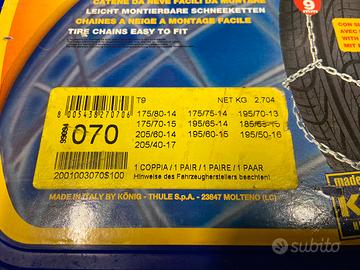 CATENE DA NEVE FACILI DA MONTARE
LEICHT MONTIERBARE SCHNEEKETTEN
CHAINES A NEIGE A MONTAGE FACILE
TIRE CHAINS EASY TO FIT
9
mm
T9 NET KG 2.704
8 005438 270706
070
175/80-14 175/75-14 195/70-13
175/70-15 195/65-14 185/65-15
205/60-14 195/60-15 195/50-16
205/40-17
1 COPPIA / 1 PAIR / 1 PAIRE / 1 PAAR
Hinweise des Fahrzeugherstellers beachten!
2001003070S100
MADE IN ITALY BY KÖNIG - THULE S.p.A. - 23847 MOLTENO (LC)
made
K
subito